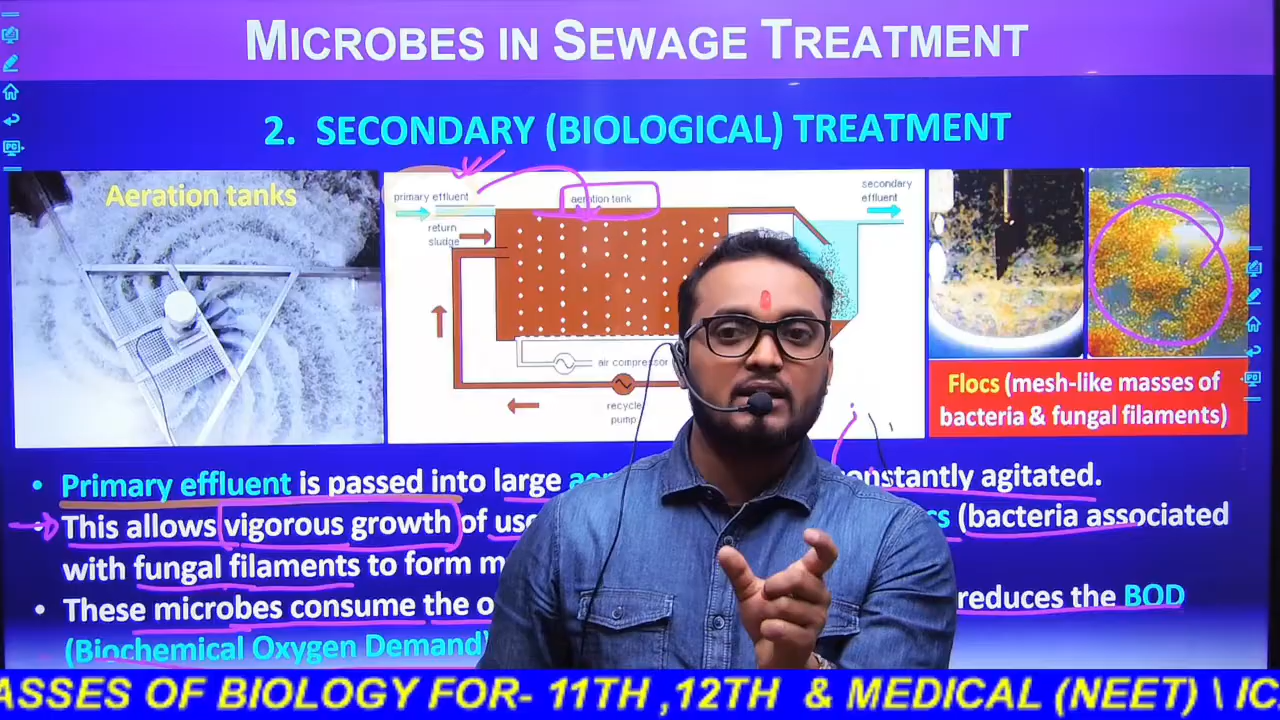 MICROBES IN SEWAGE TREATMENT
2. SECONDARY (BIOLOGICAL) TREATMENT
Aeration tanks
primary effluent
aeration tank
secondary
effluent
return
sludge
air compressor
recycle
pump
Flocs (mesh-like masses of
bacteria & fungal filaments)
• Primary effluent is passed into large
constantly agitated.
• This allows vigorous growth of
(bacteria associated
with fungal filaments to form
• These microbes consume the
reduces the BOD
(Biochemical Oxygen Demand)
PC
PC
ASSES OF BIOLOGY FOR- 11TH ,12TH & MEDICAL (NEET) \